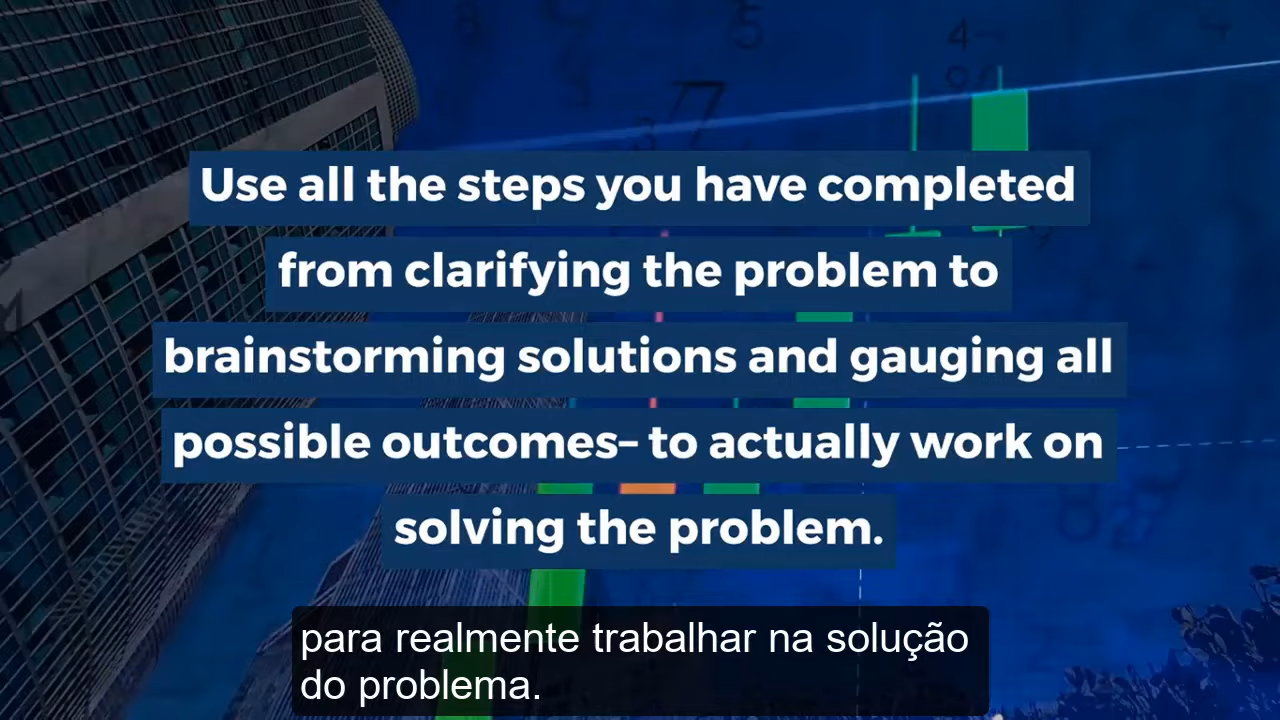 Use all the steps you have completed
from clarifying the problem to
brainstorming solutions and gauging all
possible outcomes– to actually work on
solving the problem.
para realmente trabalhar na solução
do problema.